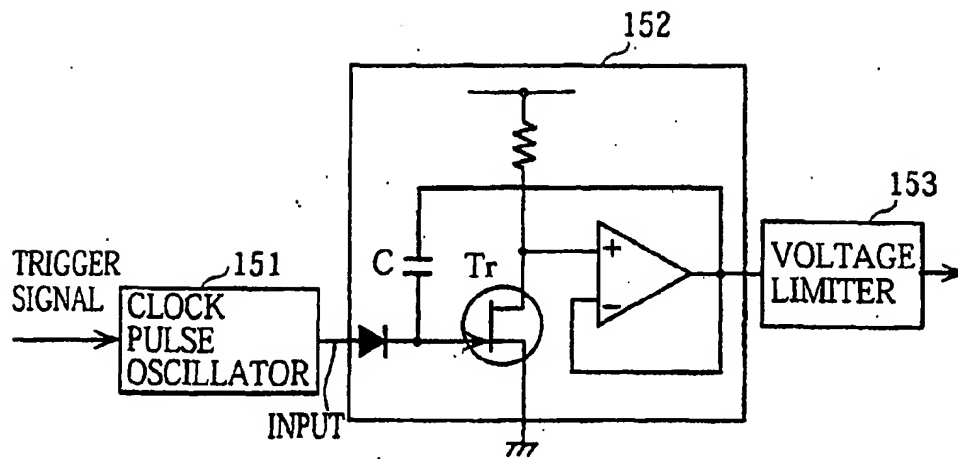 152
153
TRIGGER
SIGNAL
151
CLOCK
PULSE
OSCILLATOR
INPUT
C
Tr
+
−
VOLTAGE
LIMITER